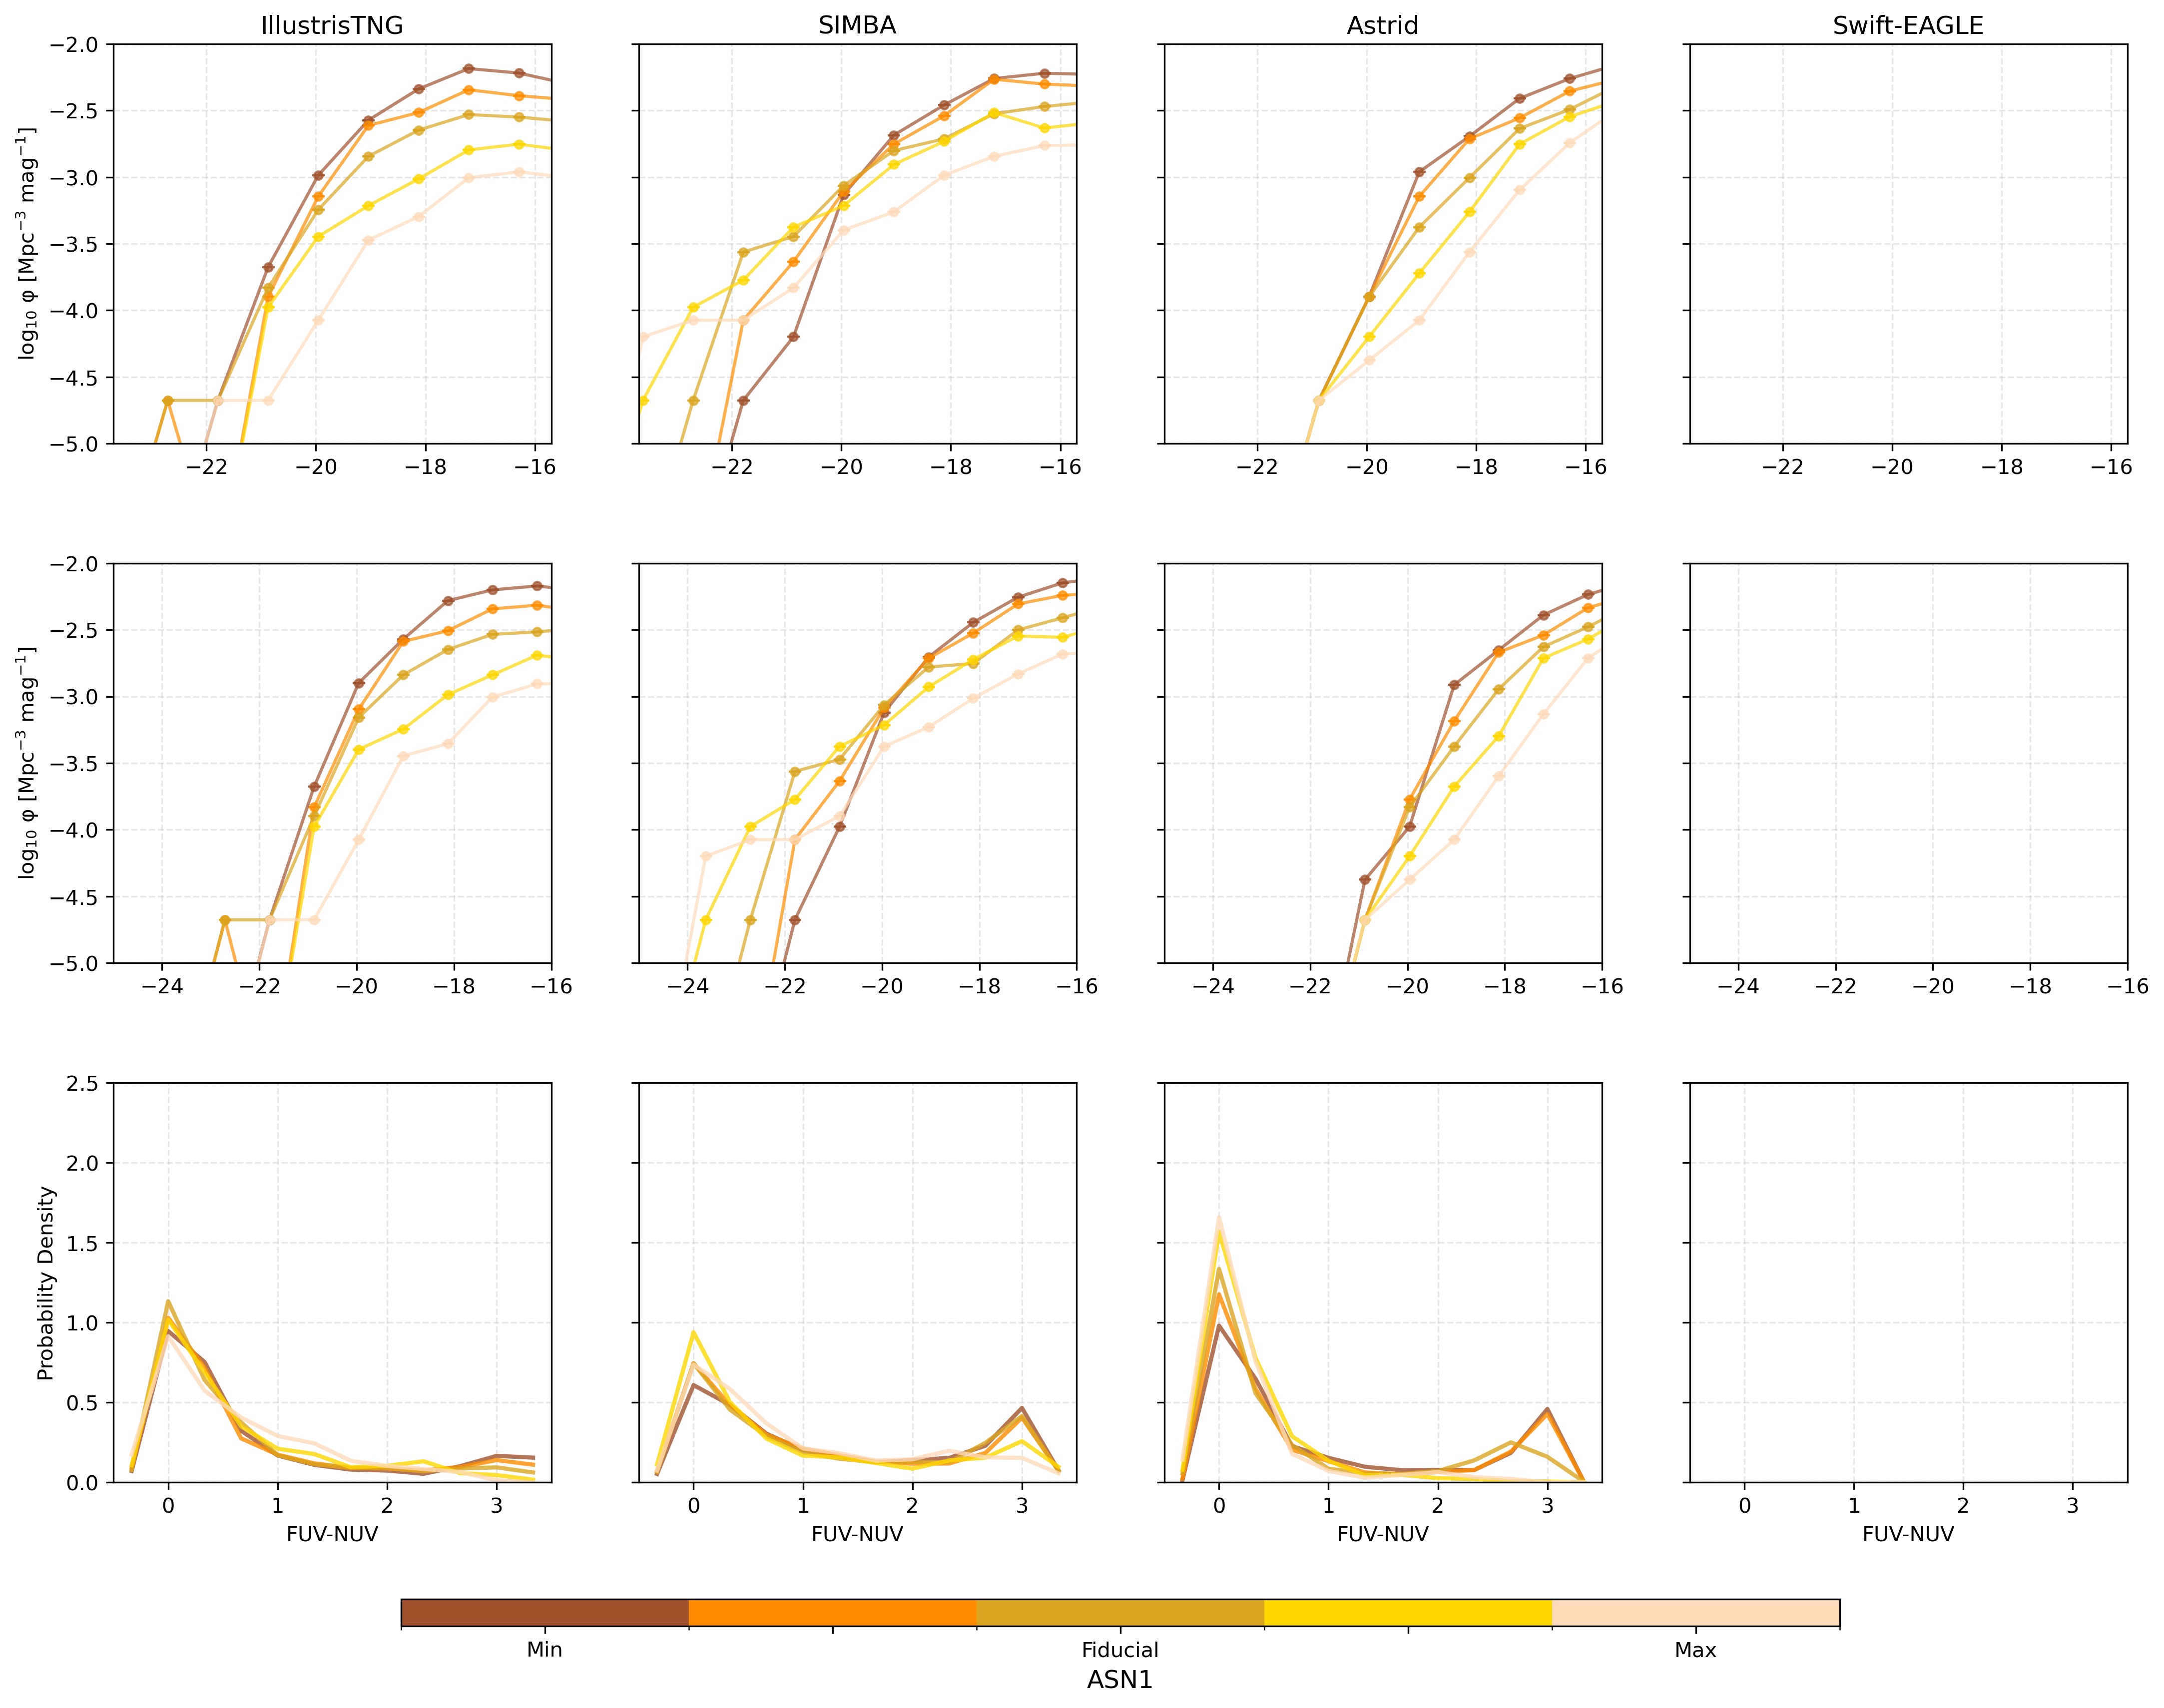 IllustrisTNG SIMBA Astrid Swift-EAGLE
log₁₀ φ [Mpc⁻³ mag⁻¹]
−2.0
−2.5
−3.0
−3.5
−4.0
−4.5
−5.0
−22 −20 −18 −16 −22 −20 −18 −16 −22 −20 −18 −16 −22 −20 −18 −16
log₁₀ φ [Mpc⁻³ mag⁻¹]
−2.0
−2.5
−3.0
−3.5
−4.0
−4.5
−5.0
−24 −22 −20 −18 −16 −24 −22 −20 −18 −16 −24 −22 −20 −18 −16 −24 −22 −20 −18 −16
Probability Density
2.5
2.0
1.5
1.0
0.5
0.0
0 1 2 3 0 1 2 3 0 1 2 3 0 1 2 3
FUV-NUV FUV-NUV FUV-NUV FUV-NUV
Min Fiducial Max
ASN1